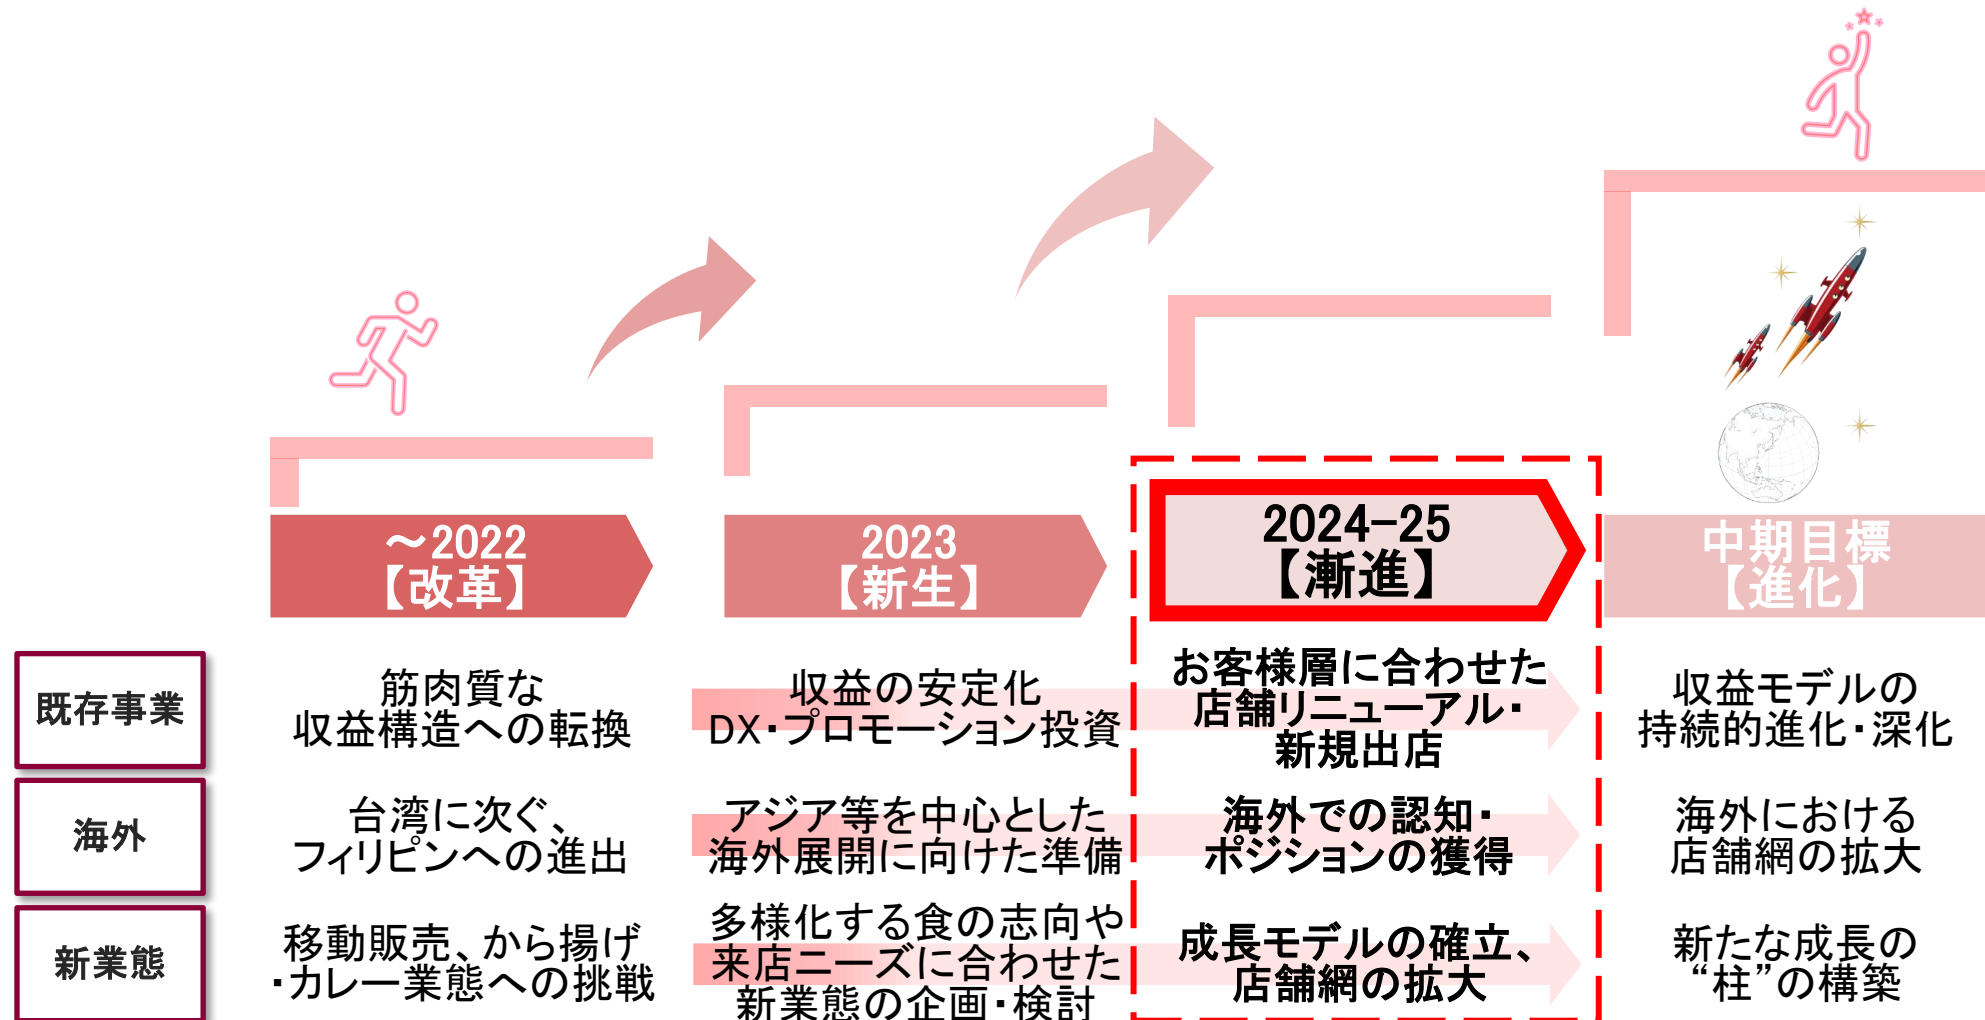 ～2022
【改革】
2023
【新生】
2024-25
【漸進】
中期目標
【進化】
既存事業
筋肉質な
収益構造への転換
収益の安定化
DX・プロモーション投資
お客様層に合わせた
店舗リニューアル・
新規出店
収益モデルの
持続的進化・深化
海外
台湾に次ぐ、
フィリピンへの進出
アジア等を中心とした
海外展開に向けた準備
海外での認知・
ポジションの獲得
海外における
店舗網の拡大
新業態
移動販売、から揚げ
・カレー業態への挑戦
多様化する食の志向や
来店ニーズに合わせた
新業態の企画・検討
成長モデルの確立、
店舗網の拡大
新たな成長の
“柱”の構築